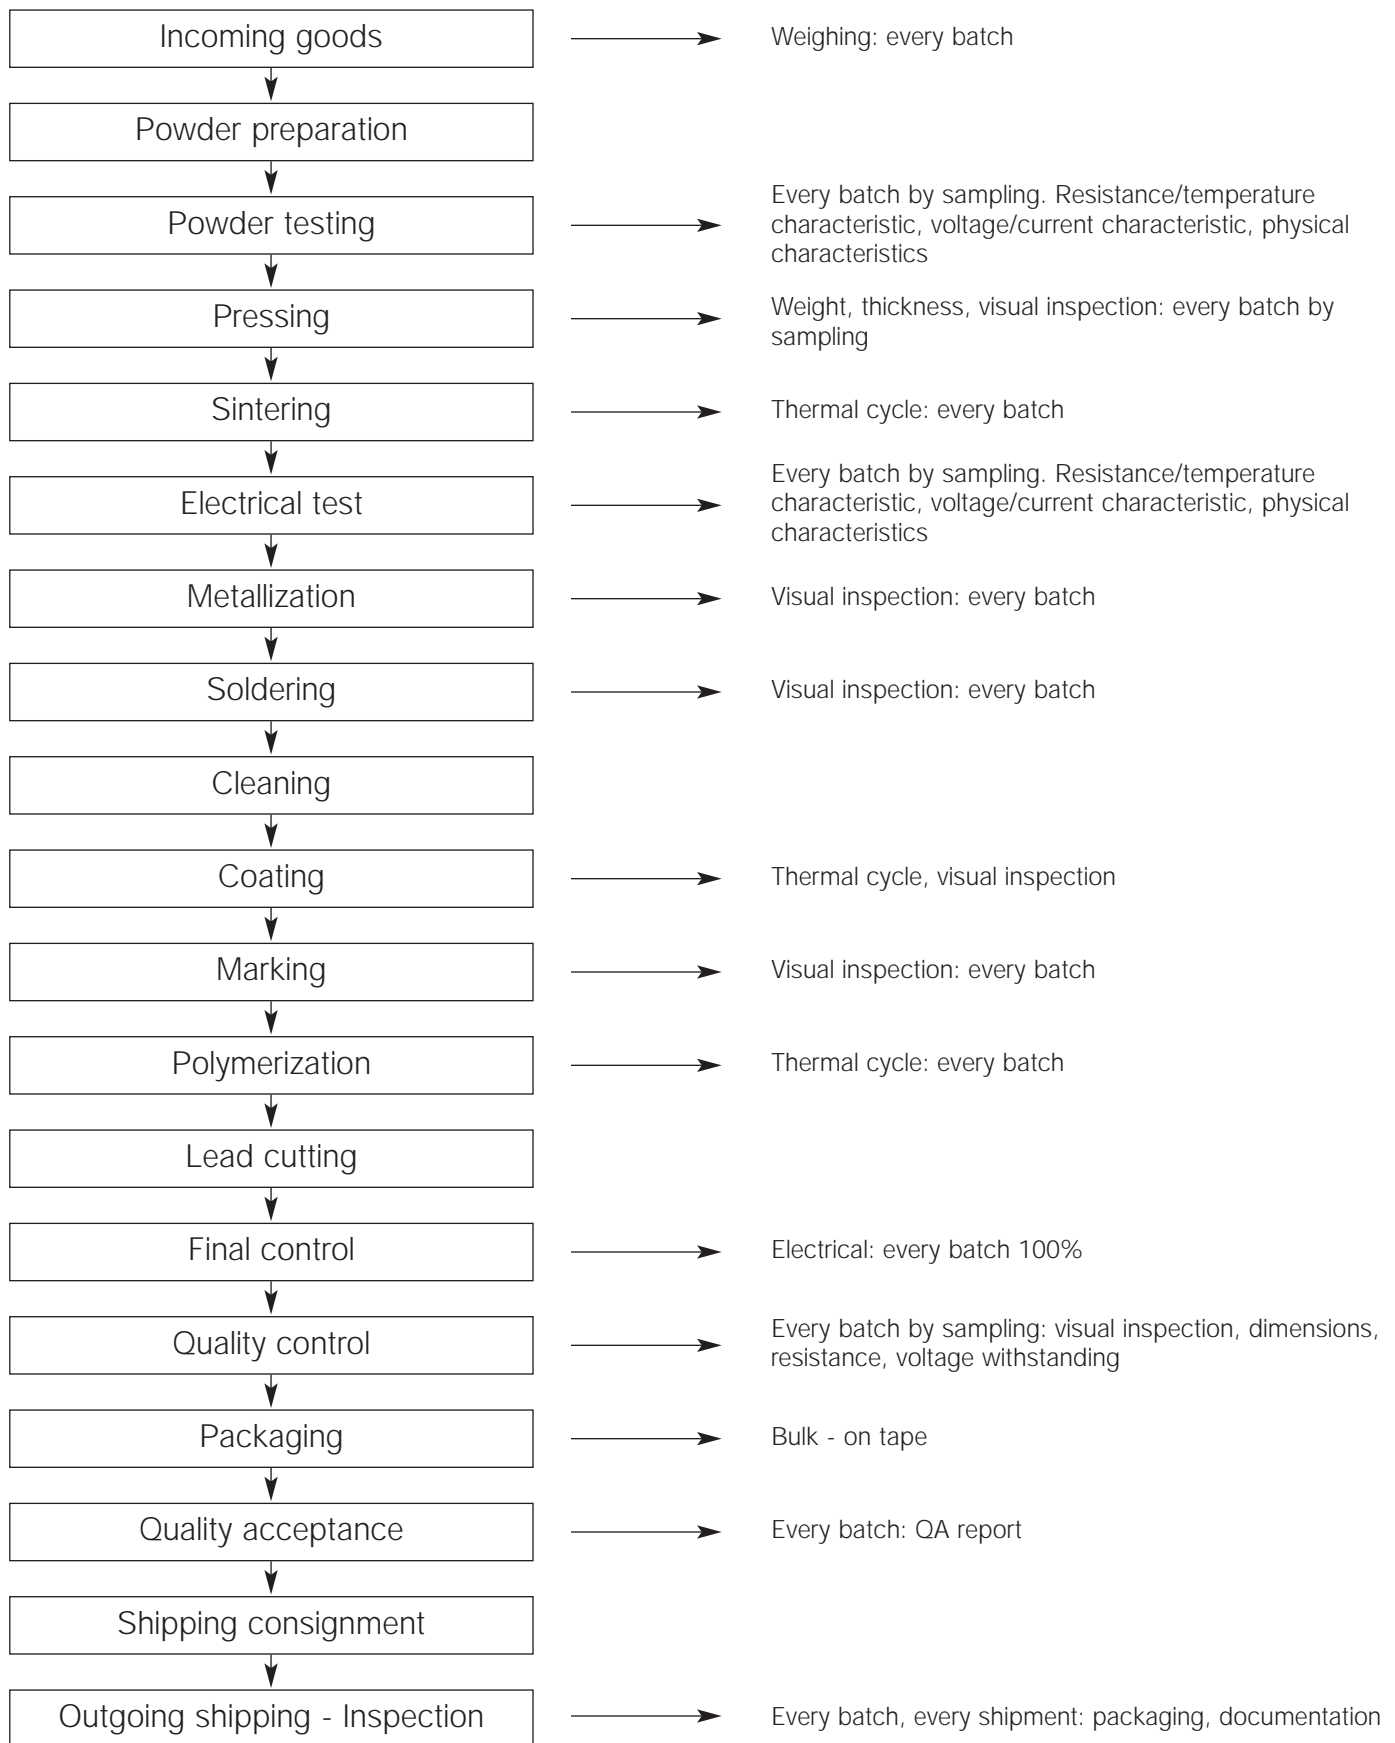 Incoming goods
Weighing: every batch
Powder preparation
Powder testing
Every batch by sampling. Resistance/temperature
characteristic, voltage/current characteristic, physical
characteristics
Pressing
Weight, thickness, visual inspection: every batch by
sampling
Sintering
Thermal cycle: every batch
Electrical test
Every batch by sampling. Resistance/temperature
characteristic, voltage/current characteristic, physical
characteristics
Metallization
Visual inspection: every batch
Soldering
Visual inspection: every batch
Cleaning
Coating
Thermal cycle, visual inspection
Marking
Visual inspection: every batch
Polymerization
Thermal cycle: every batch
Lead cutting
Final control
Electrical: every batch 100%
Quality control
Every batch by sampling: visual inspection, dimensions,
resistance, voltage withstanding
Packaging
Bulk - on tape
Quality acceptance
Every batch: QA report
Shipping consignment
Outgoing shipping - Inspection
Every batch, every shipment: packaging, documentation